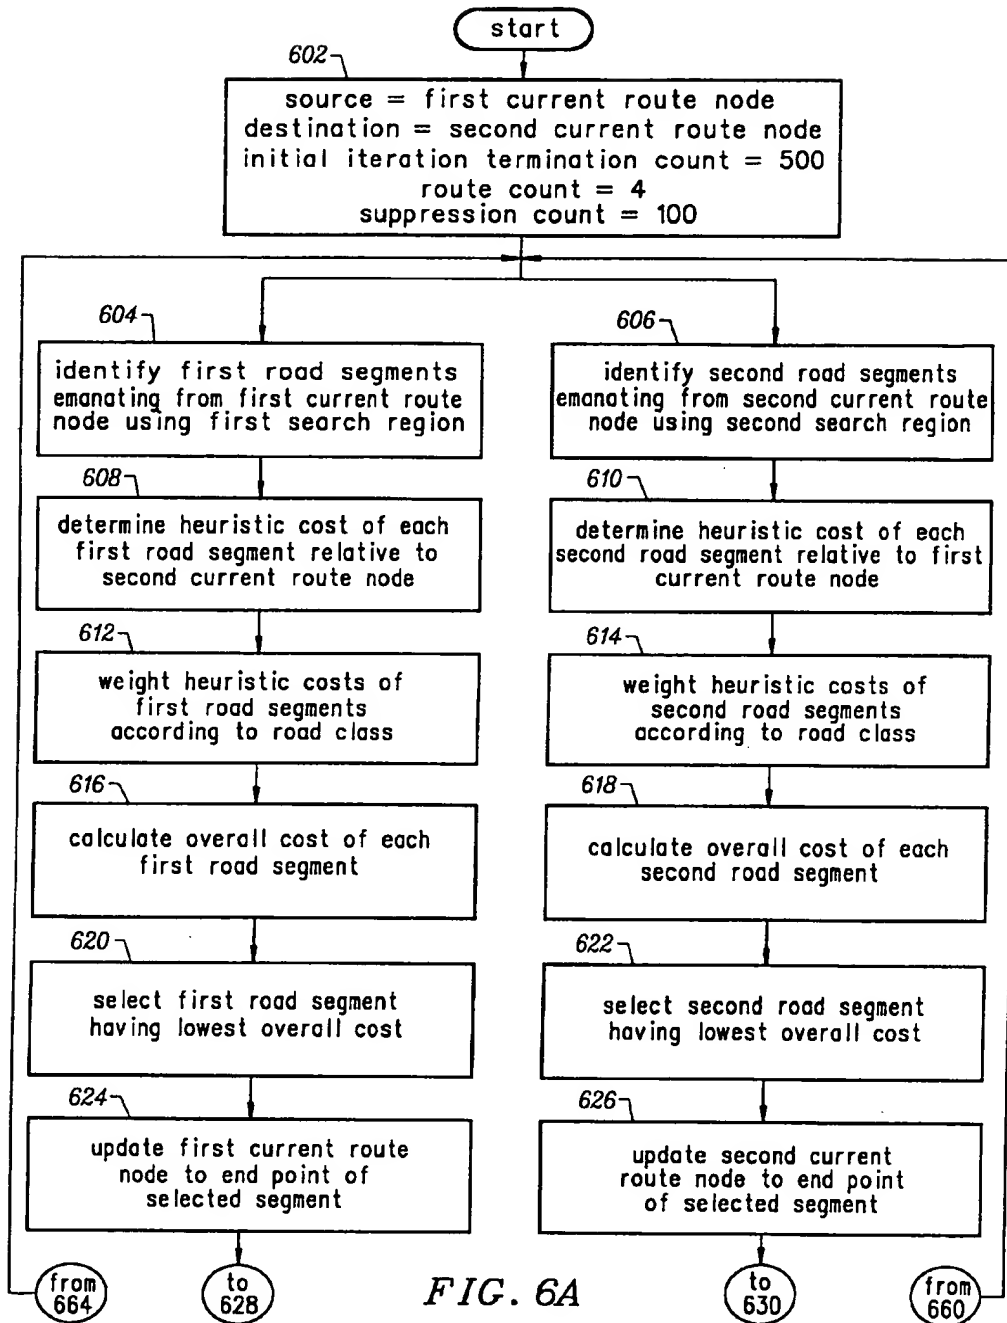 start
602
source = first current route node
destination = second current route node
initial iteration termination count = 500
route count = 4
suppression count = 100
604
identify first road segments
emanating from first current route
node using first search region
606
identify second road segments
emanating from second current route
node using second search region
608
determine heuristic cost of each
first road segment relative to
second current route node
610
determine heuristic cost of each
second road segment relative to first
current route node
612
weight heuristic costs of
first road segments
according to road class
614
weight heuristic costs of
second road segments
according to road class
616
calculate overall cost of each
first road segment
618
calculate overall cost of each
second road segment
620
select first road segment
having lowest overall cost
622
select second road segment
having lowest overall cost
624
update first current route
node to end point of
selected segment
626
update second current
route node to end point
of selected segment
from
664
to
628
FIG. 6A
to
630
from
660